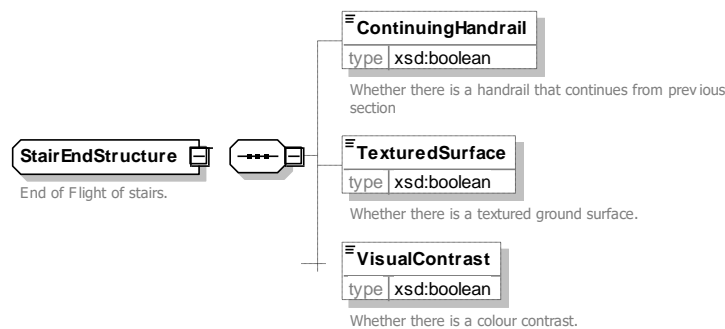 ContinuingHandrail
type xsd:boolean
Whether there is a handrail that continues from previous
section
StairEndStructure
End of Flight of stairs.
TexturedSurface
type xsd:boolean
Whether there is a textured ground surface.
VisualContrast
type xsd:boolean
Whether there is a colour contrast.